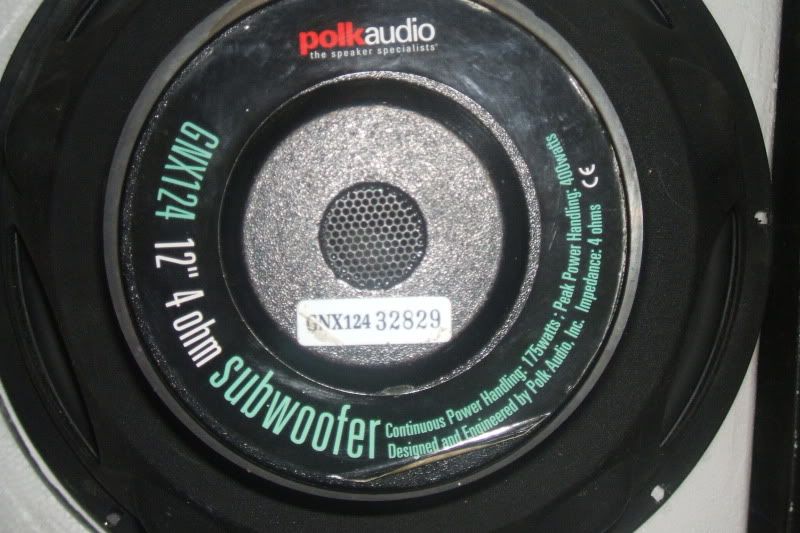 polkaudio
the speaker specialists®
GNX124 12" 4 ohm subwoofer
Continuous Power Handling: 175watts ; Peak Power Handling: 400watts
Designed and Engineered by Polk Audio, Inc. Impedance: 4 ohms CE
GNX124 32829